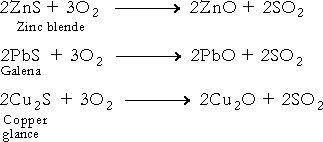 2ZnS + 3O₂ ⟶ 2ZnO + 2SO₂
Zinc blende
2PbS + 3O₂ ⟶ 2PbO + 2SO₂
Galena
2Cu₂S + 3O₂ ⟶ 2Cu₂O + 2SO₂
Copper
glance